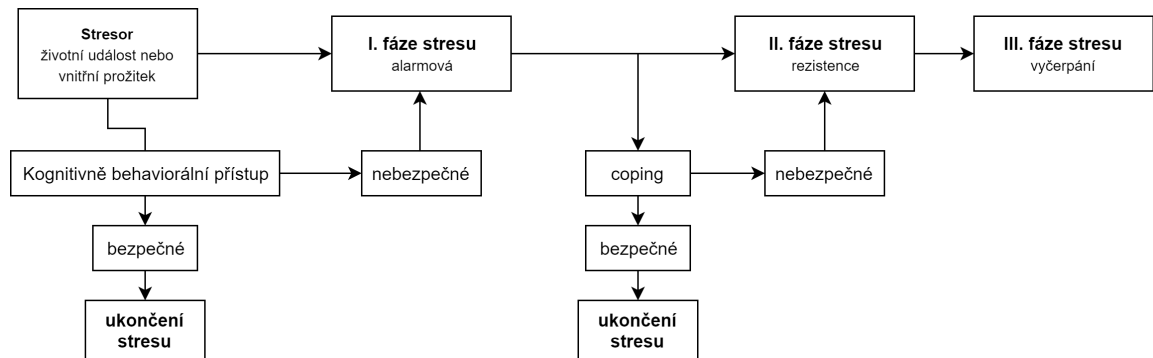 Stresor
životní událost nebo
vnitřní prožitek
I. fáze stresu
alarmová
II. fáze stresu
rezistence
III. fáze stresu
vyčerpání
Kognitivně behaviorální přístup
nebezpečné
coping
nebezpečné
bezpečné
bezpečné
ukončení
stresu
ukončení
stresu